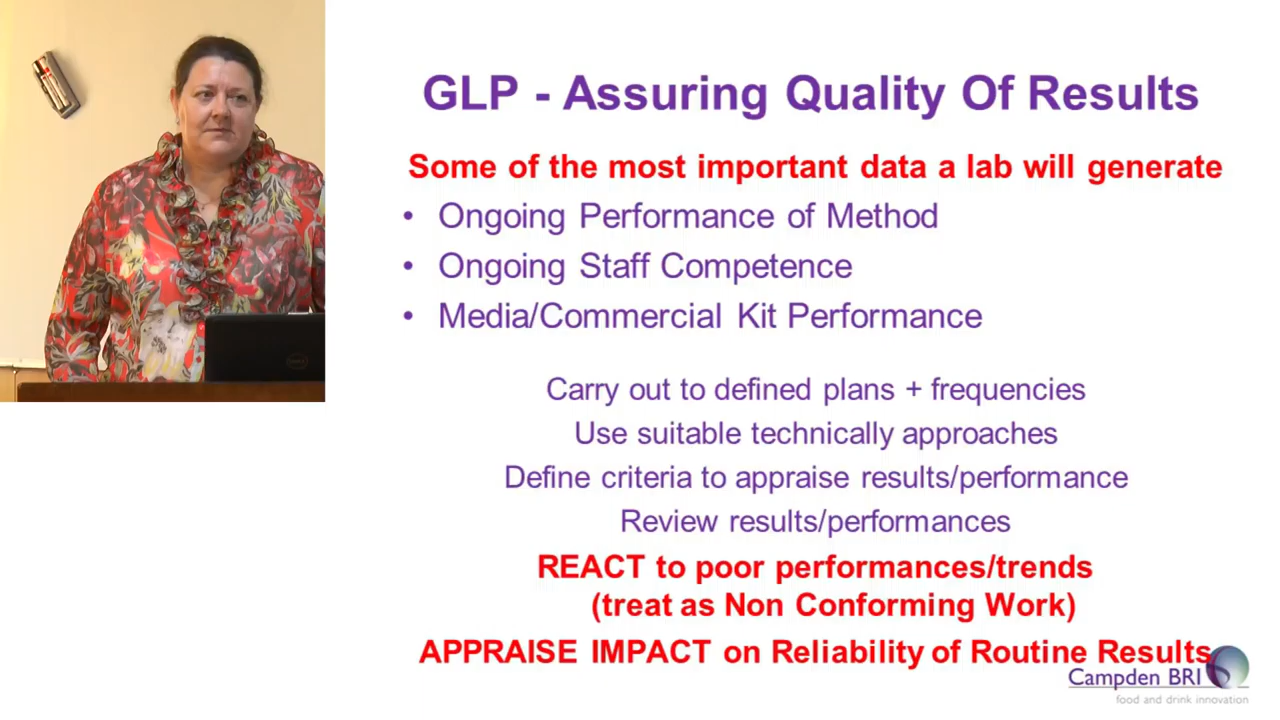 GLP - Assuring Quality Of Results
Some of the most important data a lab will generate
• Ongoing Performance of Method
• Ongoing Staff Competence
• Media/Commercial Kit Performance
Carry out to defined plans + frequencies
Use suitable technically approaches
Define criteria to appraise results/performance
Review results/performances
REACT to poor performances/trends
(treat as Non Conforming Work)
APPRAISE IMPACT on Reliability of Routine Results
Campden BRI
food and drink innovation